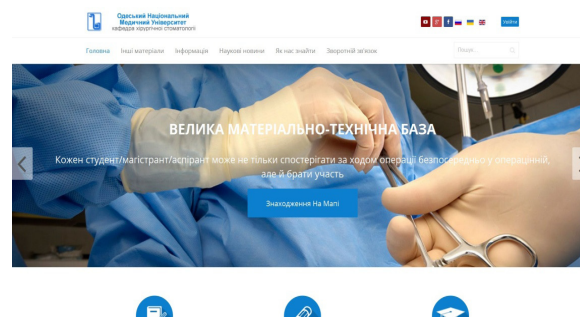 Одеський Національний
Медичний Університет
кафедра хірургічної стоматології
Увійти
Головна Інші матеріали Інформація Наукові новини Як нас знайти Зворотній зв'язок
Пошук...
ВЕЛИКА МАТЕРІАЛЬНО-ТЕХНІЧНА БАЗА
Кожен студент/магістрант/аспірант може не тільки спостерігати за ходом операції безпосередньо у операційній,
але й брати участь
Знаходження На Мапі